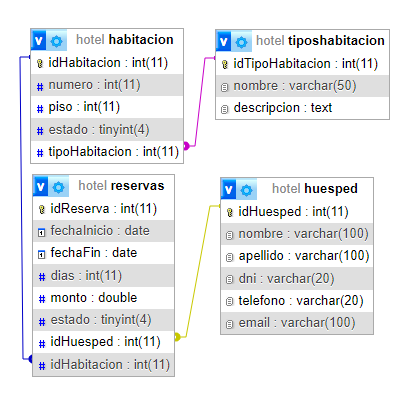 v hotel habitacion
idHabitacion : int(11)
# numero : int(11)
# piso : int(11)
# estado : tinyint(4)
# tipoHabitacion : int(11)
v hotel tiposhabitacion
idTipoHabitacion : int(11)
nombre : varchar(50)
descripcion : text
v hotel reservas
idReserva : int(11)
fechaInicio : date
fechaFin : date
# dias : int(11)
# monto : double
# estado : tinyint(4)
# idHuesped : int(11)
# idHabitacion : int(11)
v hotel huesped
idHuesped : int(11)
nombre : varchar(100)
apellido : varchar(100)
dni : varchar(20)
telefono : varchar(20)
email : varchar(100)